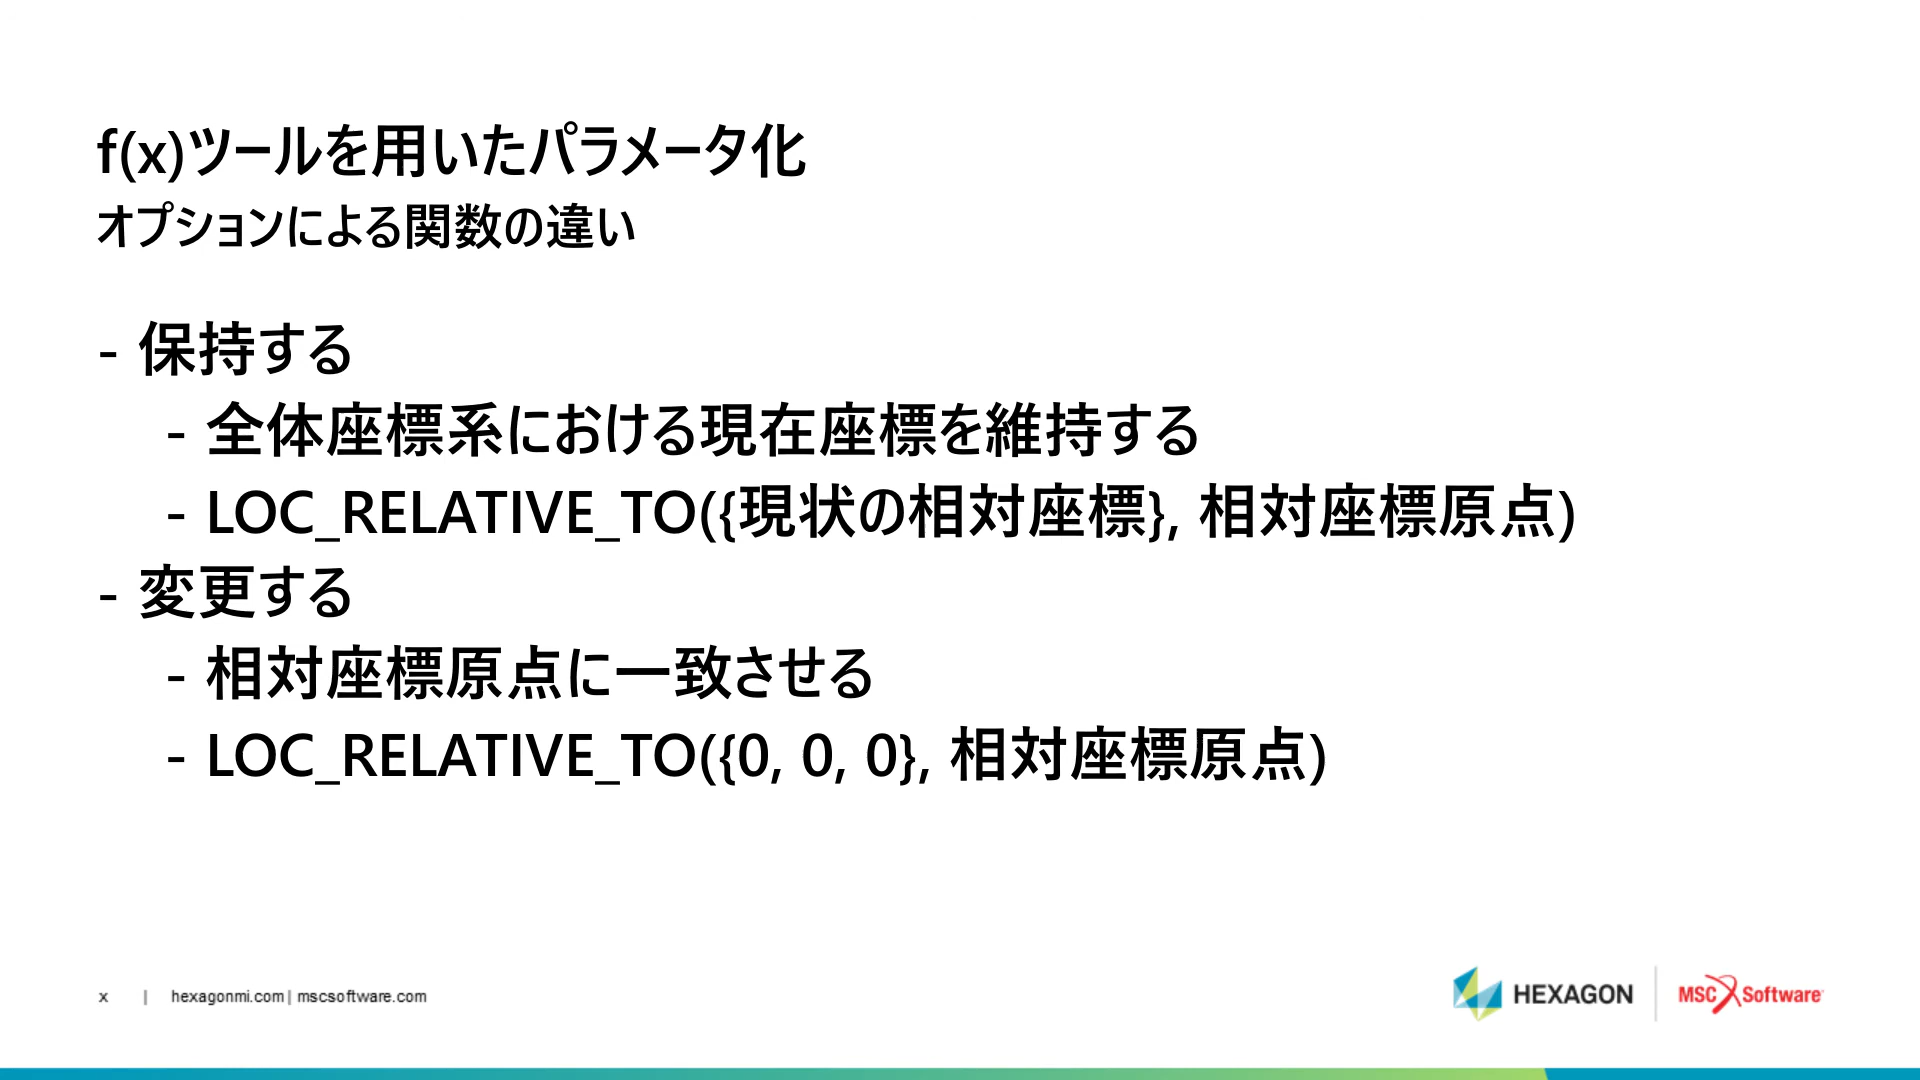 f(x)ツールを用いたパラメータ化
オプションによる関数の違い
- 保持する
- 全体座標系における現在座標を維持する
- LOC_RELATIVE_TO({現状の相対座標}, 相対座標原点)
- 変更する
- 相対座標原点に一致させる
- LOC_RELATIVE_TO({0, 0, 0}, 相対座標原点)
x | hexagonmi.com | mscsoftware.com
HEXAGON | MSC Software